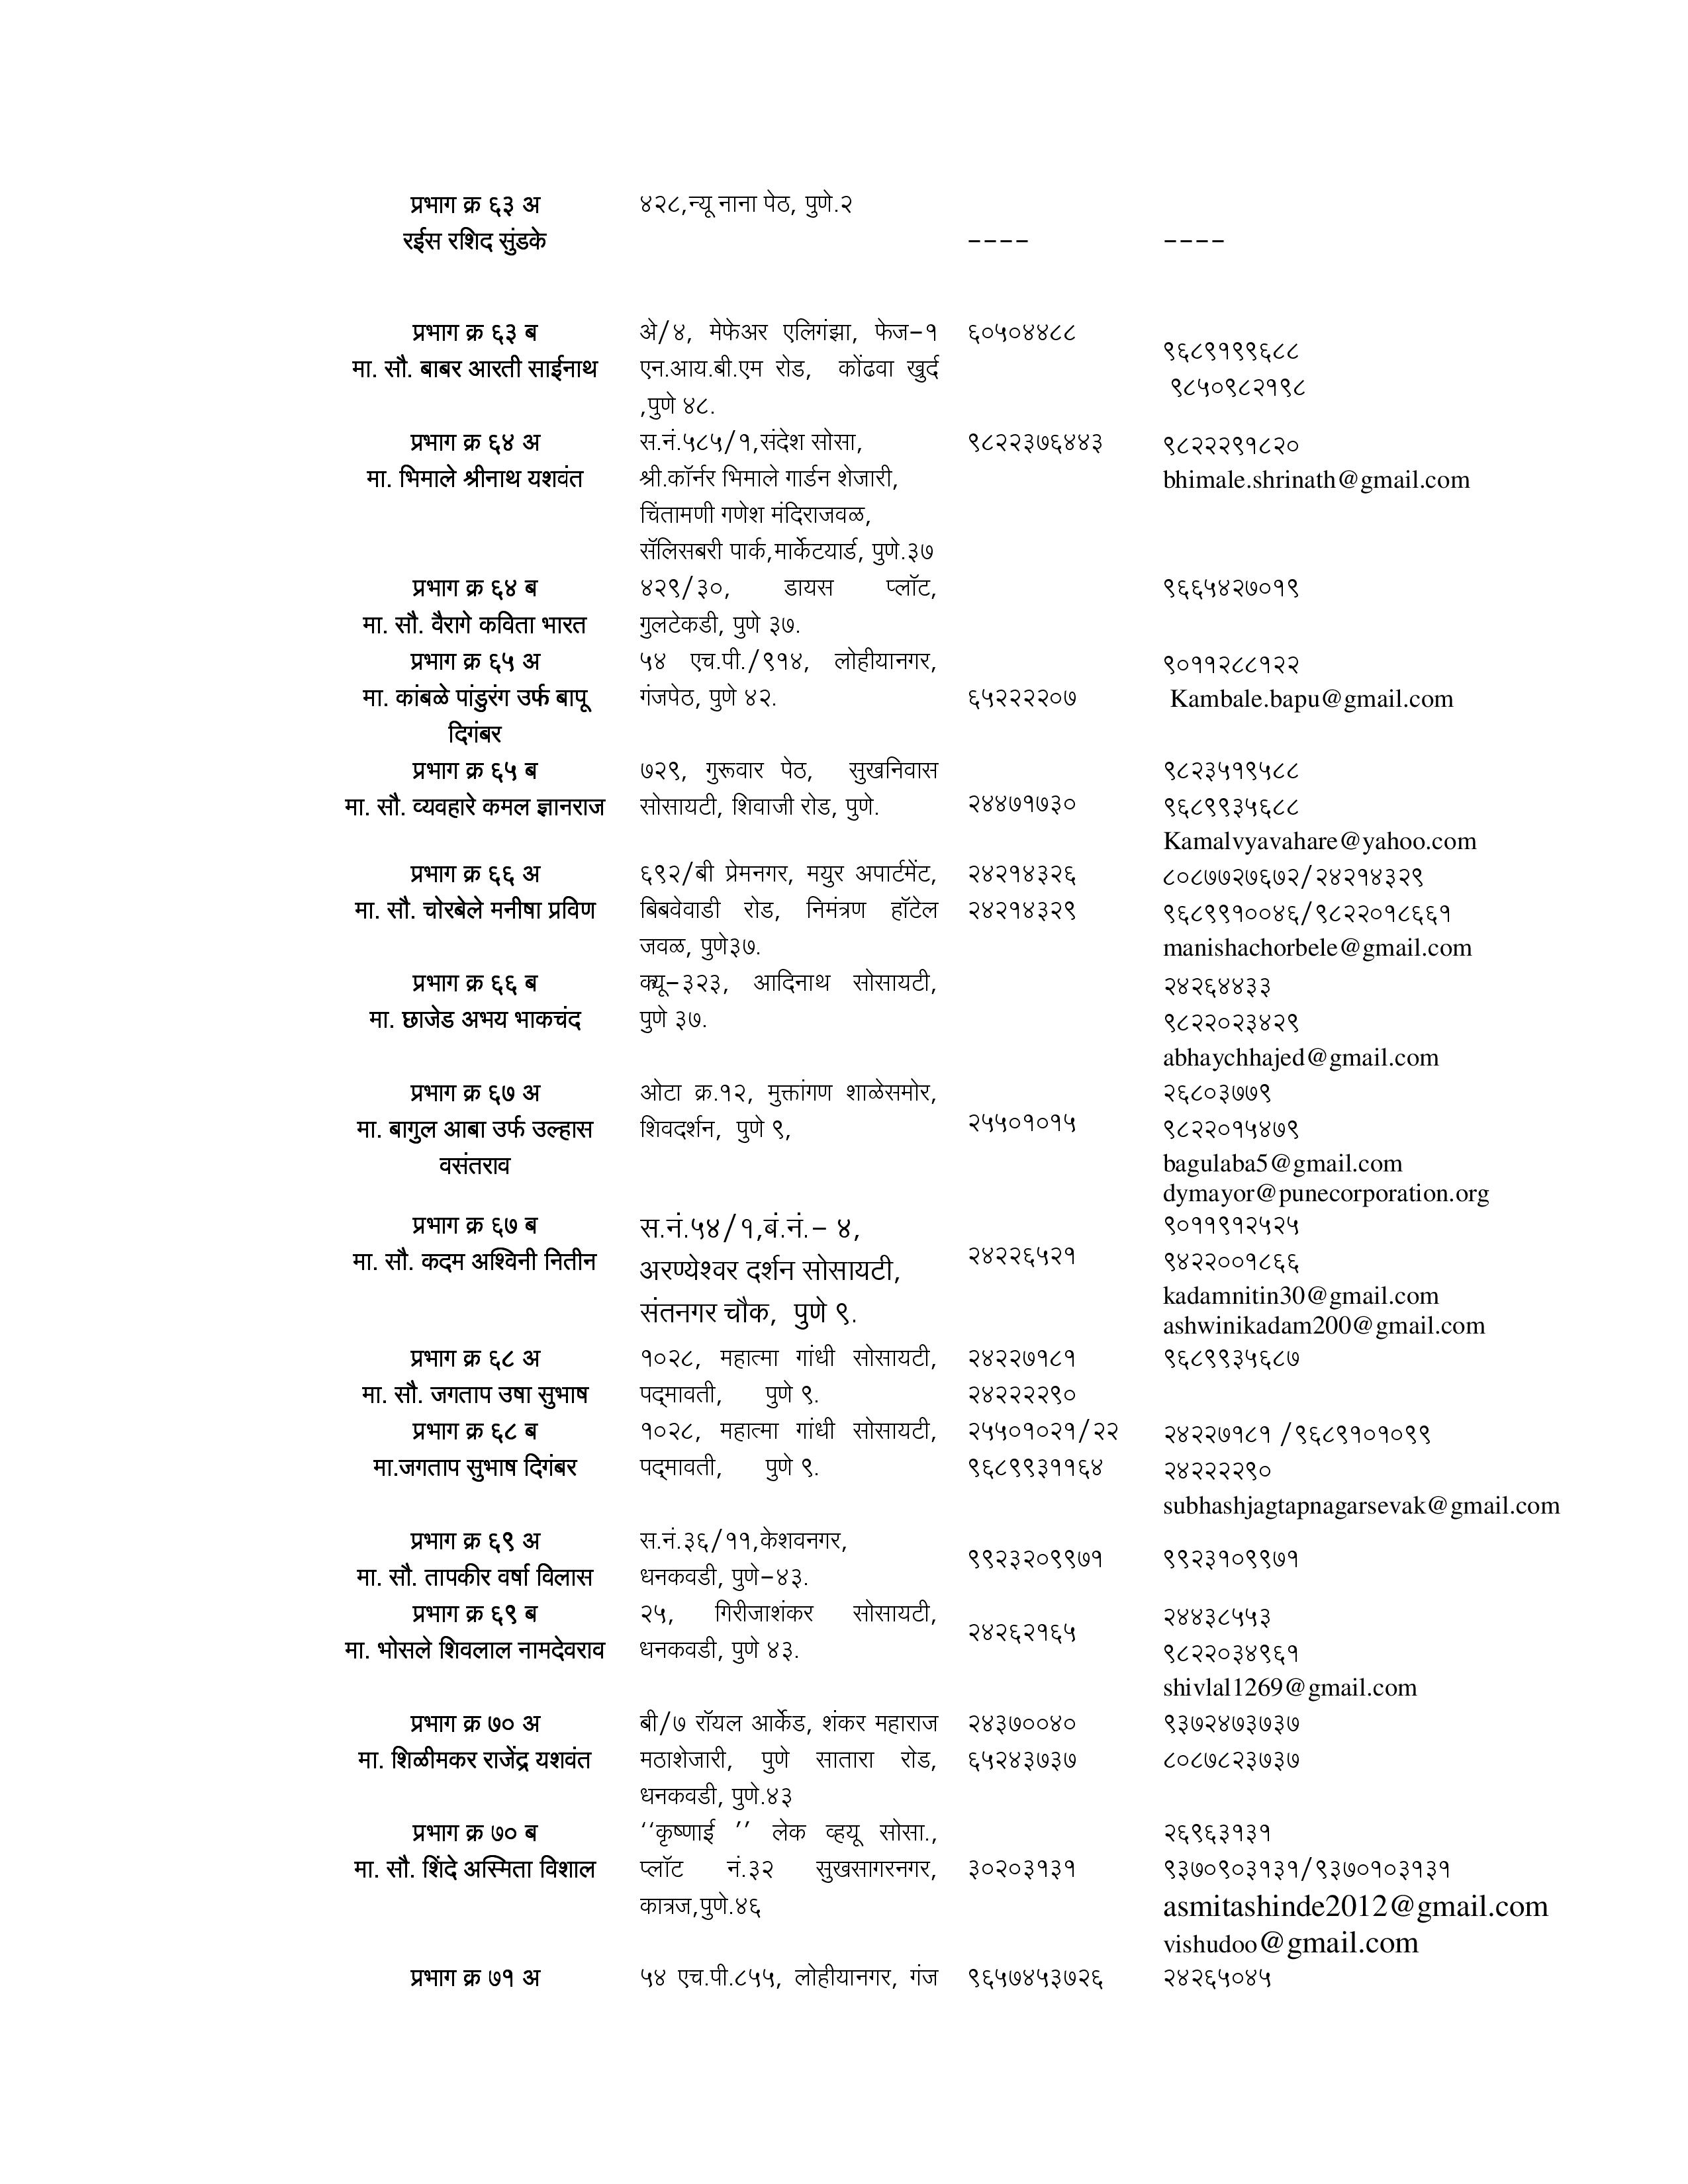 प्रभाग क्र ६३ अ ४२८,न्यू नाना पेठ, पुणे.२
रईस रशिद सुंडके ---- ----
प्रभाग क्र ६३ ब अे/४, मेफेअर एलिगंझा, फेज-१ ६०५०४४८८
९६८९१९९६८८
मा. सौ. बाबर आरती साईनाथ एन.आय.बी.एम रोड, कोंढवा खुर्द
९८५०९८२१९८
,पुणे ४८.
प्रभाग क्र ६४ अ स.नं.५८५/१,संदेश सोसा, ९८२२३७६४४३ ९८२२२९१८२०
मा. भिमाले श्रीनाथ यशवंत श्री.कॉर्नर भिमाले गार्डन शेजारी, bhimale.shrinath@gmail.com
चिंतामणी गणेश मंदिराजवळ,
सॅलिसबरी पार्क,मार्केटयार्ड, पुणे.३७
प्रभाग क्र ६४ ब ४२९/३०, डायस प्लॉट, ९६६५४२७०१९
मा. सौ. वैरागे कविता भारत गुलटेकडी, पुणे ३७.
प्रभाग क्र ६५ अ ५४ एच.पी./९१४, लोहीयानगर, ९०११२८८१२२
मा. कांबळे पांडुरंग उर्फ बापू गंजपेठ, पुणे ४२. ६५२२२२०७ Kambale.bapu@gmail.com
दिगंबर
प्रभाग क्र ६५ ब ७२९, गुरूवार पेठ, सुखनिवास ९८२३५१९५८८
मा. सौ. व्यवहारे कमल ज्ञानराज सोसायटी, शिवाजी रोड, पुणे. २४४७१७३० ९६८९९३५६८८
Kamalvyavahare@yahoo.com
प्रभाग क्र ६६ अ ६९२/बी प्रेमनगर, मयुर अपार्टमेंट, २४२१४३२६ ८०८७७२७६७२/२४२१४३२९
मा. सौ. चोरबेले मनीषा प्रविण बिबवेवाडी रोड, निमंत्रण हॉटेल २४२१४३२९ ९६८९९१००४६/९८२२०१८६६१
जवळ, पुणे३७. manishachorbele@gmail.com
प्रभाग क्र ६६ ब क्यू-३२३, आदिनाथ सोसायटी, २४२६४४३३
मा. छाजेड अभय भाकचंद पुणे ३७. ९८२२०२३४२९
abhaychhajed@gmail.com
प्रभाग क्र ६७ अ ओटा क्र.१२, मुक्तांगण शाळेसमोर, २६८०३७७९
मा. बागुल आबा उर्फ उल्हास शिवदर्शन, पुणे ९, २५५०१०१५ ९८२२०१५४७९
वसंतराव bagulaba5@gmail.com
dymayor@punecorporation.org
प्रभाग क्र ६७ ब स.नं.५४/१,बं.नं.- ४, ९०११९१२५२५
मा. सौ. कदम अश्विनी नितीन अरण्येश्वर दर्शन सोसायटी, २४२२६५२१ ९४२२००१८६६
संतनगर चौक, पुणे ९. kadamnitin30@gmail.com
ashwinikadam200@gmail.com
प्रभाग क्र ६८ अ १०२८, महात्मा गांधी सोसायटी, २४२२७१८१ ९६८९९३५६८७
मा. सौ. जगताप उषा सुभाष पद्मावती, पुणे ९. २४२२२२९०
प्रभाग क्र ६८ ब १०२८, महात्मा गांधी सोसायटी, २५५०१०२१/२२ २४२२७१८१ /९६८९१०१०९९
मा.जगताप सुभाष दिगंबर पद्मावती, पुणे ९. ९६८९९३११६४ २४२२२२९०
subhashjagtapnagarsevak@gmail.com
प्रभाग क्र ६९ अ स.नं.३६/११,केशवनगर,
९९२३२०९९७१ ९९२३१०९९७१
मा. सौ. तापकीर वर्षा विलास धनकवडी, पुणे-४३.
प्रभाग क्र ६९ ब २५, गिरीजाशंकर सोसायटी, २४४३८५५३
मा. भोसले शिवलाल नामदेवराव धनकवडी, पुणे ४३. २४२६२१६५ ९८२२०३४९६१
shivlal1269@gmail.com
प्रभाग क्र ७० अ बी/७ रॉयल आर्केड, शंकर महाराज २४३७००४० ९३७२४७३७३७
मा. शिळीमकर राजेंद्र यशवंत मठाशेजारी, पुणे सातारा रोड, ६५२४३७३७ ८०८७८२३७३७
धनकवडी, पुणे.४३
प्रभाग क्र ७० ब ‘‘कृष्णाई ’’ लेक व्हयू सोसा., २६९६३१३१
मा. सौ. शिंदे अस्मिता विशाल प्लॉट नं.३२ सुखसागरनगर, ३०२०३१३१ ९३७०९०३१३१/९३७०१०३१३१
कात्रज,पुणे.४६ asmitashinde2012@gmail.com
vishudoo@gmail.com
प्रभाग क्र ७१ अ ५४ एच.पी.८५५, लोहीयानगर, गंज ९६५७४५३७२६ २४२६५०४५